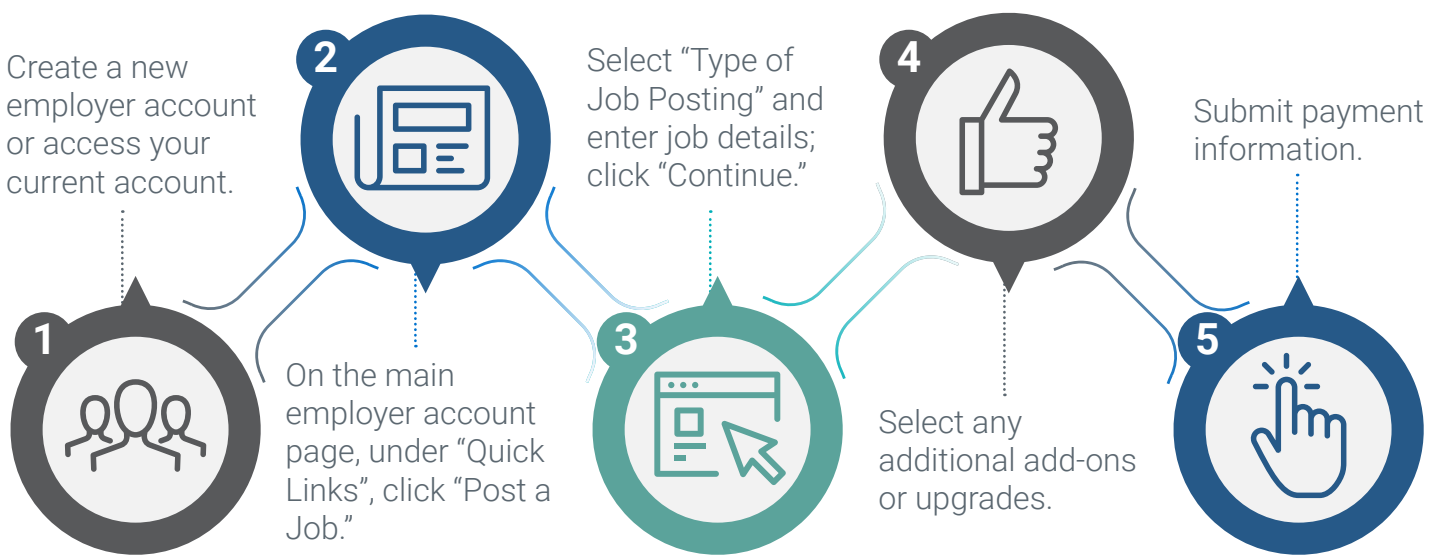 1
Create a new
employer account
or access your
current account.
2
On the main
employer account
page, under “Quick
Links”, click “Post a
Job.”
3
Select “Type of
Job Posting” and
enter job details;
click “Continue.”
4
Select any
additional add-ons
or upgrades.
5
Submit payment
information.